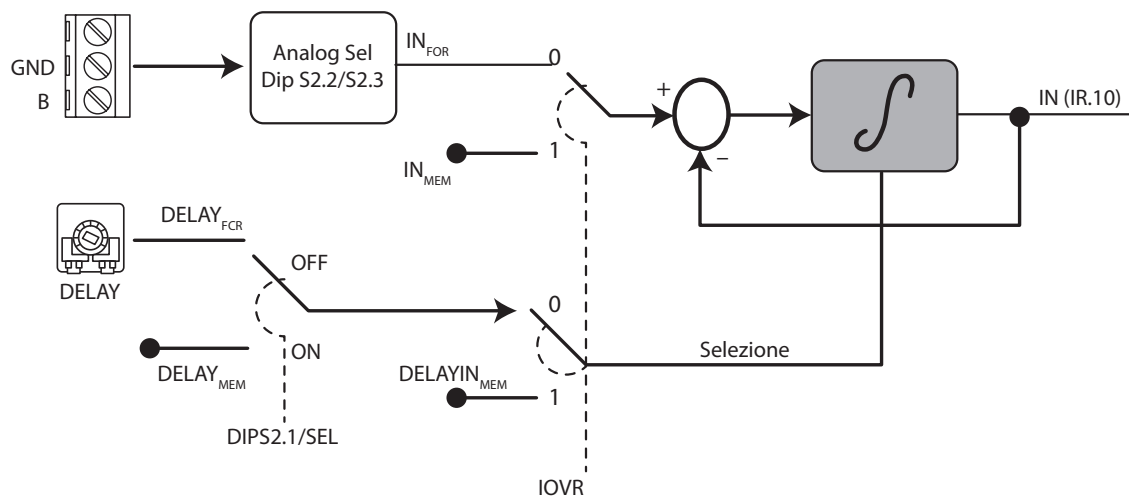 GND
B
Analog Sel
Dip S2.2/S2.3
IN FOR
0
1
IN MEM
+
−
∫
IN (IR.10)
DELAY FCR
DELAY
OFF
ON
DELAY MEM
DIPS2.1/SEL
0
DELAYIN MEM
1
Selezione
IOVR